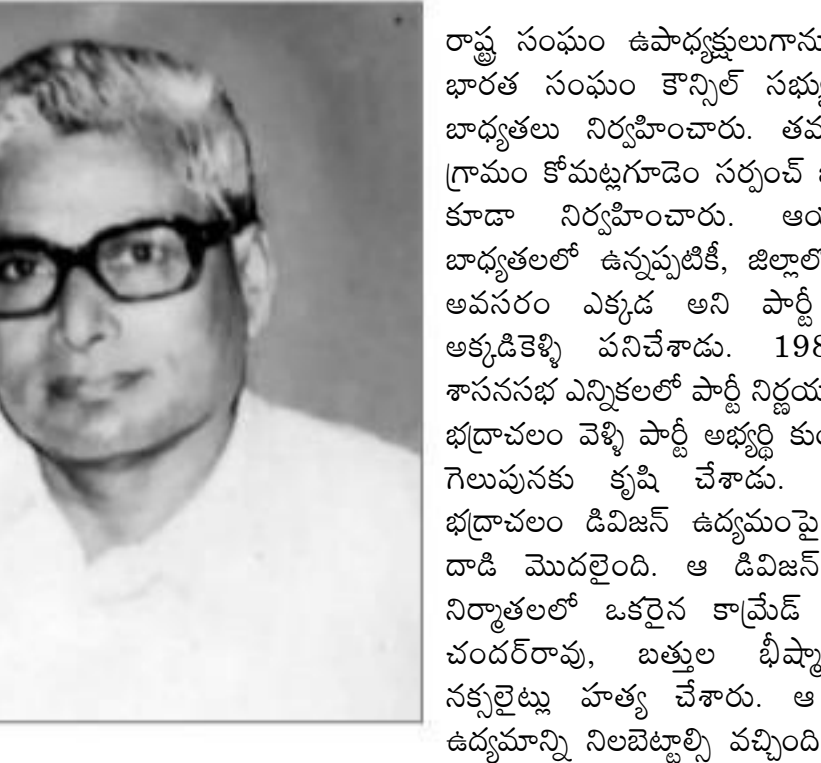 రాష్ట్ర సంఘం ఉపాధ్యక్షులుగాను
భారత సంఘం కౌన్సిల్ సభ్యు
బాధ్యతలు నిర్వహించారు. తమ
గ్రామం కోమట్లగూడెం సర్పంచ్
కూడా నిర్వహించారు. ఆయ
బాధ్యతలలో ఉన్నప్పటికీ, జిల్లాలో
అవసరం ఎక్కడ అని పార్టీ
అక్కడికెళ్ళి పనిచేశాడు. 198
శాసనసభ ఎన్నికలలో పార్టీ నిర్ణయ
భద్రాచలం వెళ్ళి పార్టీ అభ్యర్థి కుం
గెలుపునకు కృషి చేశాడు.
భద్రాచలం డివిజన్ ఉద్యమంపై
దాడి మొదలైంది. ఆ డివిజన్
నిర్మాతలలో ఒకరైన కామ్రేడ్
చందర్‌రావు, బత్తుల భీష్మా
నక్సలైట్లు హత్య చేశారు. ఆ
ఉద్యమాన్ని నిలబెట్టాల్సి వచ్చింది